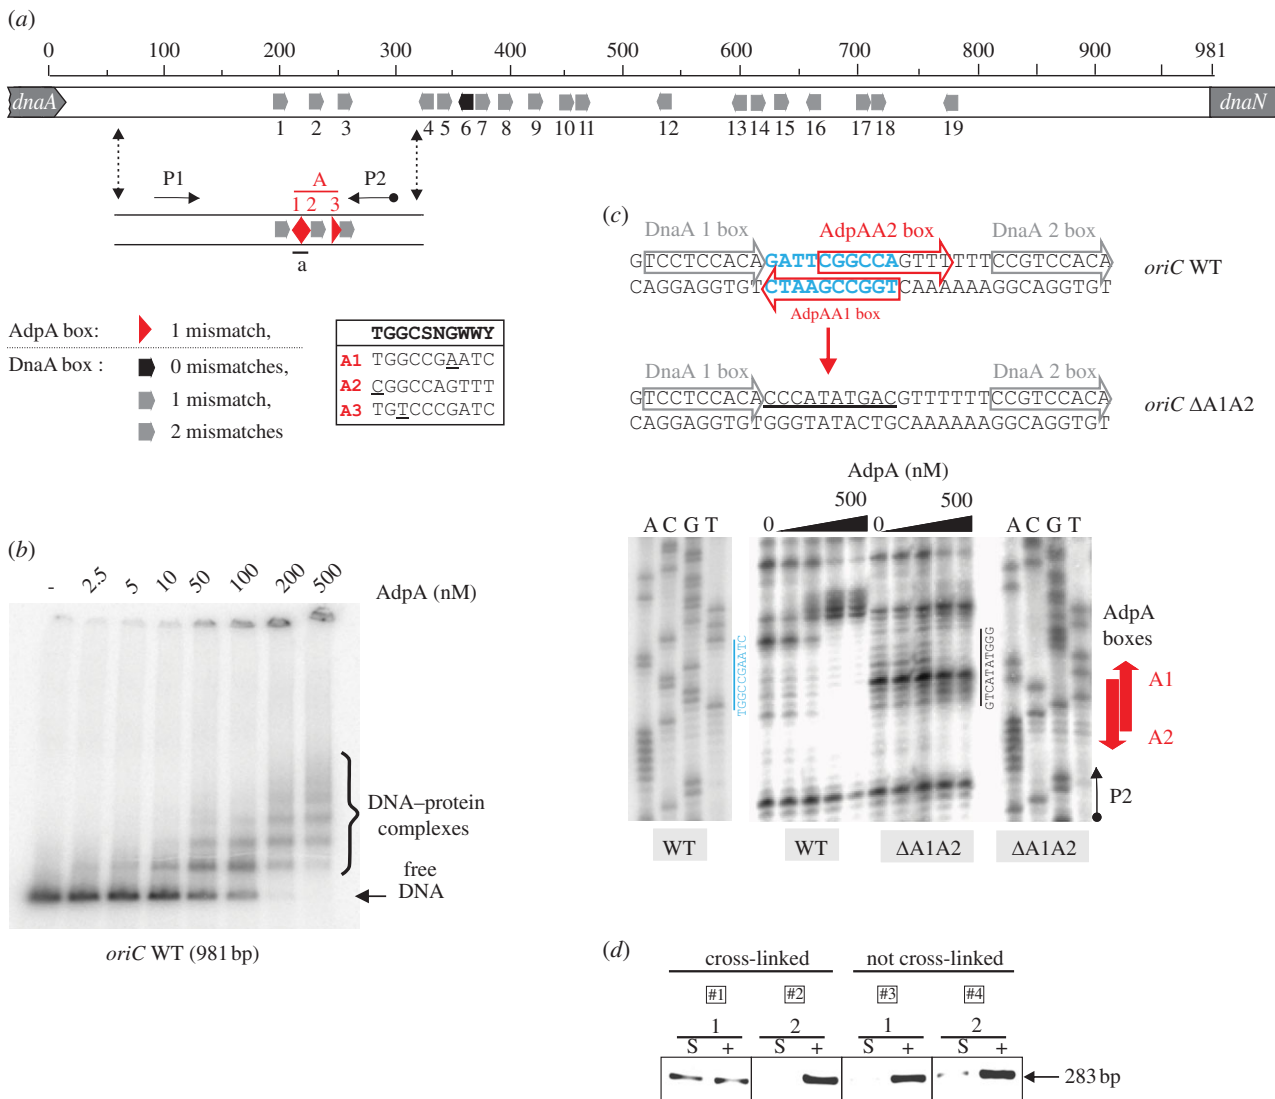 (a)
0 100 200 300 400 500 600 700 800 900 981
dnaA dnaN
1 2 3 4 5 6 7 8 9 10 11 12 13 14 15 16 17 18 19
P1 A P2
1 2 3
a
AdpA box: 1 mismatch,
DnaA box : 0 mismatches,
1 mismatch,
2 mismatches
TGGCSNGWWY
A1 TGGCCGAATC
A2 CGGCCAGTTT
A3 TGTCCCGATC
(c)
DnaA 1 box AdpAA2 box DnaA 2 box
GTCCTCCACAGATTCGGCCAGTTTTTTCCGTCCACA
CAGGAGGTGTCTAAGCCGGTCAAAAAAGGCAGGTGT
oriC WT
AdpAA1 box
DnaA 1 box DnaA 2 box
GTCCTCCACACCCATATGACGTTTTTTCCGTCCACA
CAGGAGGTGTGGGTATACTGCAAAAAAGGCAGGTGT
oriC ΔA1A2
(b)
- 2.5 5 10 50 100 200 500 AdpA (nM)
DNA–protein
complexes
free
DNA
oriC WT (981 bp)
AdpA (nM)
500 500
A C G T 0 0 A C G T
TGGCCGAATC
GTCATATGGG
AdpA
boxes
A1
A2
P2
WT WT ΔA1A2 ΔA1A2
(d)
cross-linked not cross-linked
#1 #2 #3 #4
1 2 1 2
S + S + S + S +
283 bp